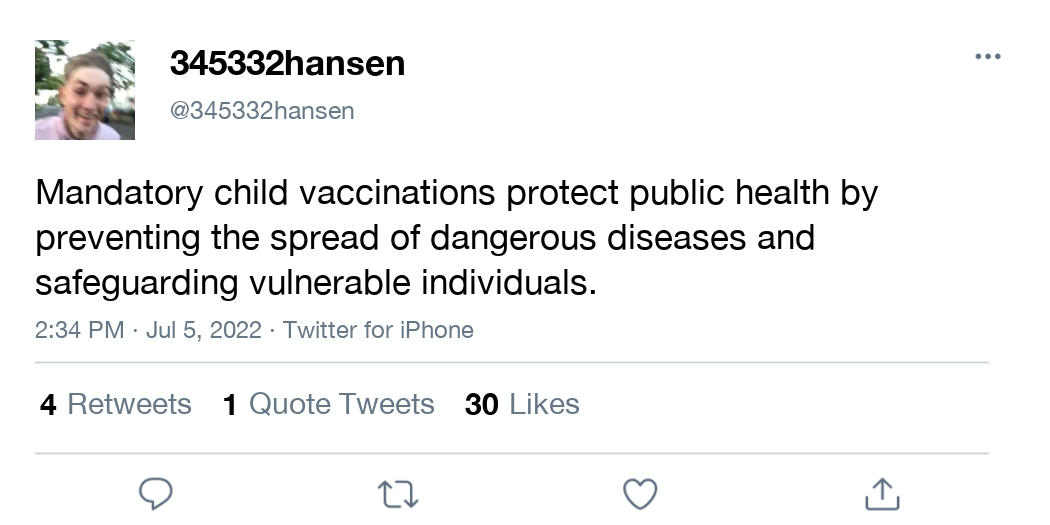 345332hansen
@345332hansen
Mandatory child vaccinations protect public health by
preventing the spread of dangerous diseases and
safeguarding vulnerable individuals.
2:34 PM · Jul 5, 2022 · Twitter for iPhone
4 Retweets 1 Quote Tweets 30 Likes